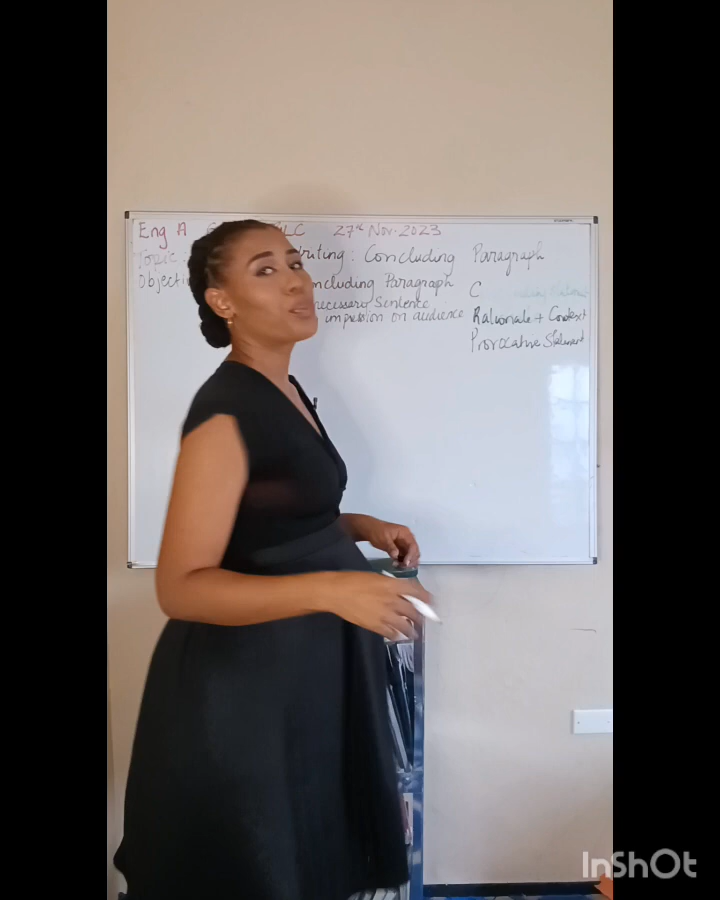 Eng A LC 27th Nov. 2023
Topic: Writing: Concluding Paragraph
Objecti ncluding Paragraph
necessary Sentence
impression on audience
C
Rationale + Context
Provocative Statement
InShOt